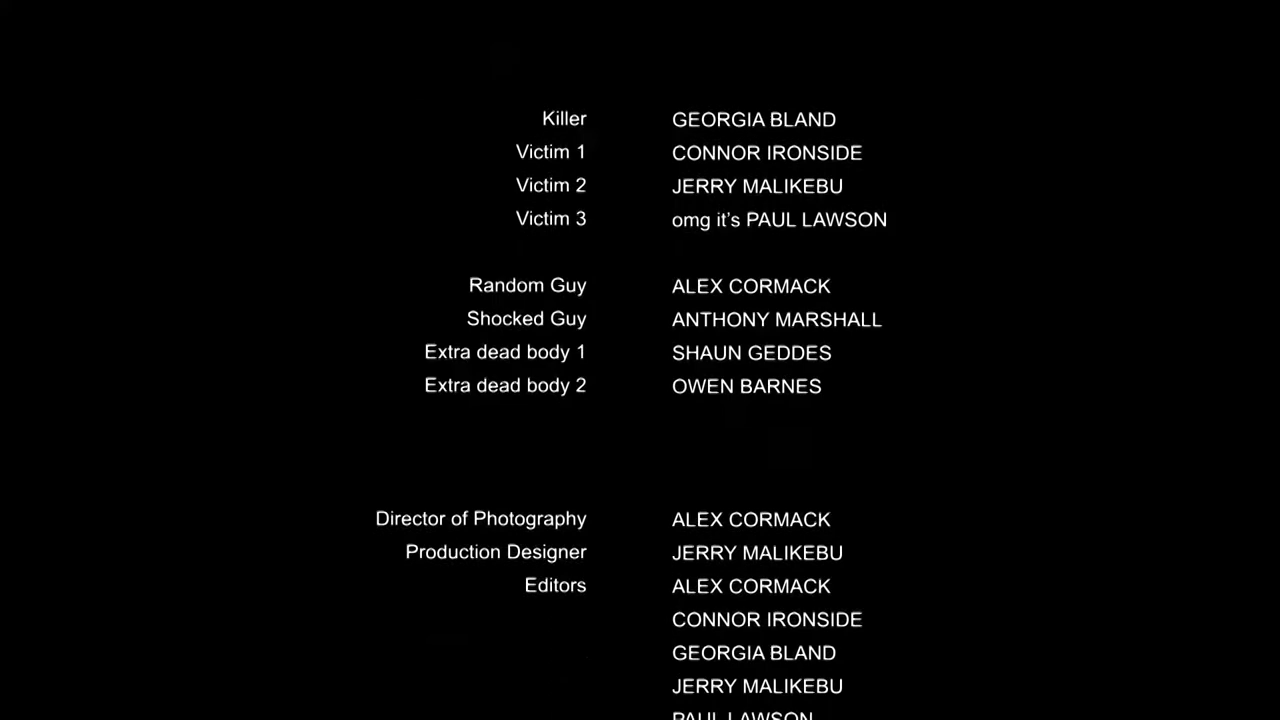 Killer GEORGIA BLAND
Victim 1 CONNOR IRONSIDE
Victim 2 JERRY MALIKEBU
Victim 3 omg it's PAUL LAWSON
Random Guy ALEX CORMACK
Shocked Guy ANTHONY MARSHALL
Extra dead body 1 SHAUN GEDDES
Extra dead body 2 OWEN BARNES
Director of Photography ALEX CORMACK
Production Designer JERRY MALIKEBU
Editors ALEX CORMACK
CONNOR IRONSIDE
GEORGIA BLAND
JERRY MALIKEBU
PAUL LAWSON